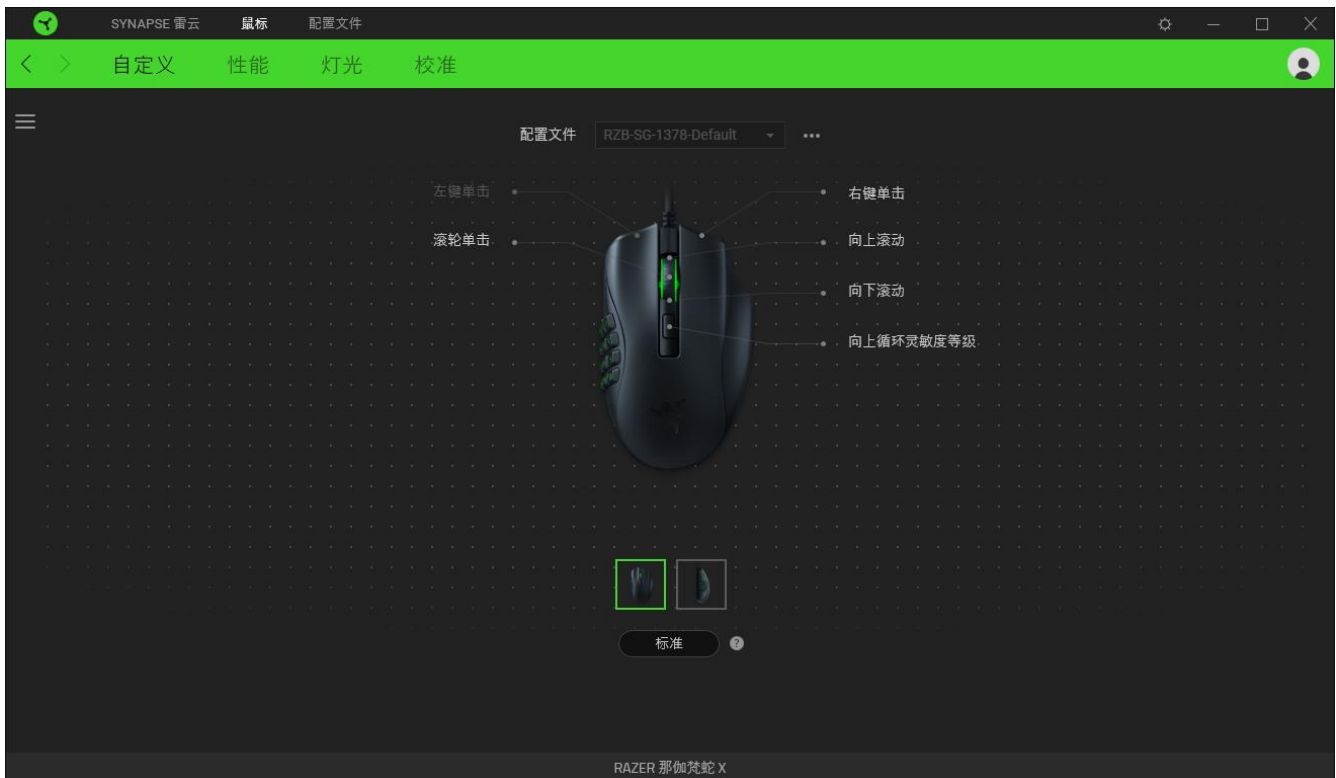 SYNAPSE 雷云 鼠标 配置文件
自定义 性能 灯光 校准
配置文件 RZB-SG-1378-Default
左键单击 右键单击
滚轮单击 向上滚动
向下滚动
向上循环灵敏度等级
标准 ?
RAZER 那伽梵蛇 X